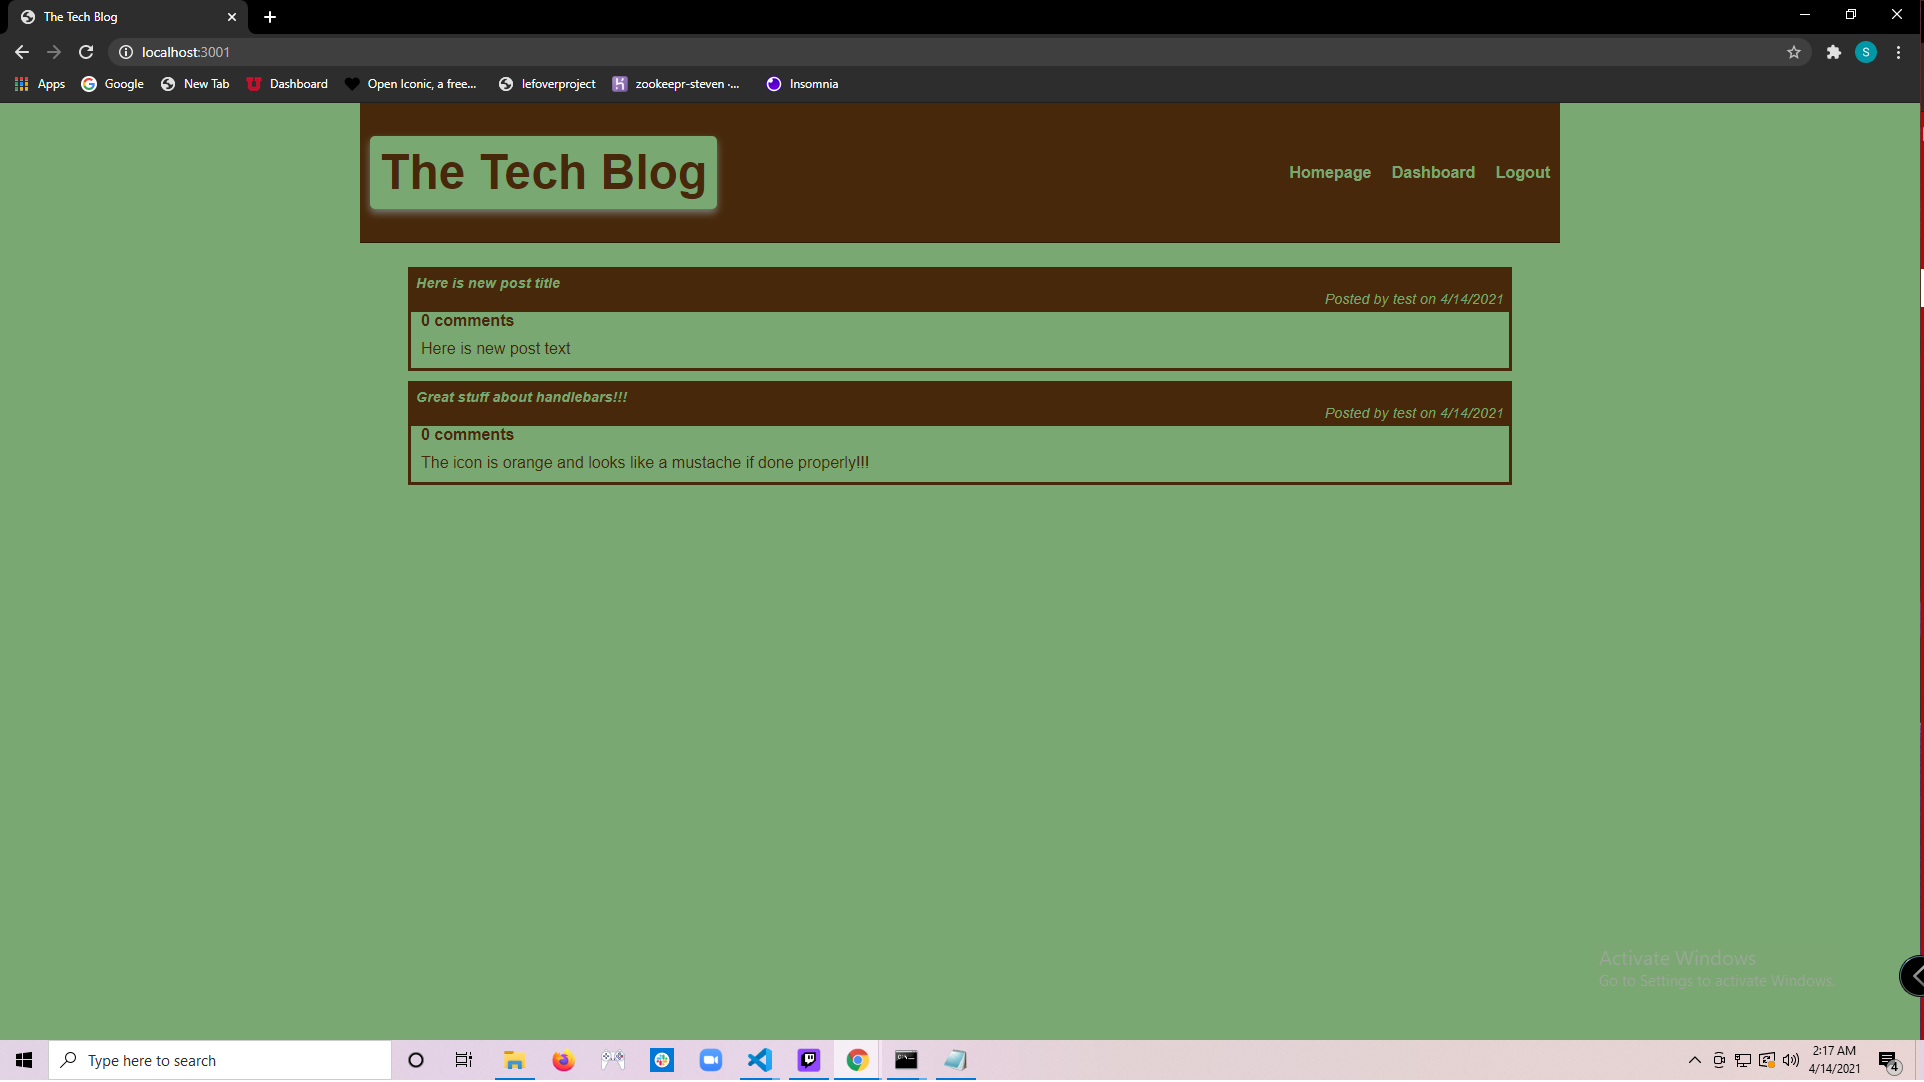 The Tech Blog
localhost:3001
S
Apps Google New Tab Dashboard Open Iconic, a free... lefoverproject zookeepr-steven -... Insomnia
The Tech Blog
Homepage Dashboard Logout
Here is new post title
Posted by test on 4/14/2021
0 comments
Here is new post text
Great stuff about handlebars!!!
Posted by test on 4/14/2021
0 comments
The icon is orange and looks like a mustache if done properly!!!
Activate Windows
Go to Settings to activate Windows.
Type here to search
2:17 AM
4/14/2021
4